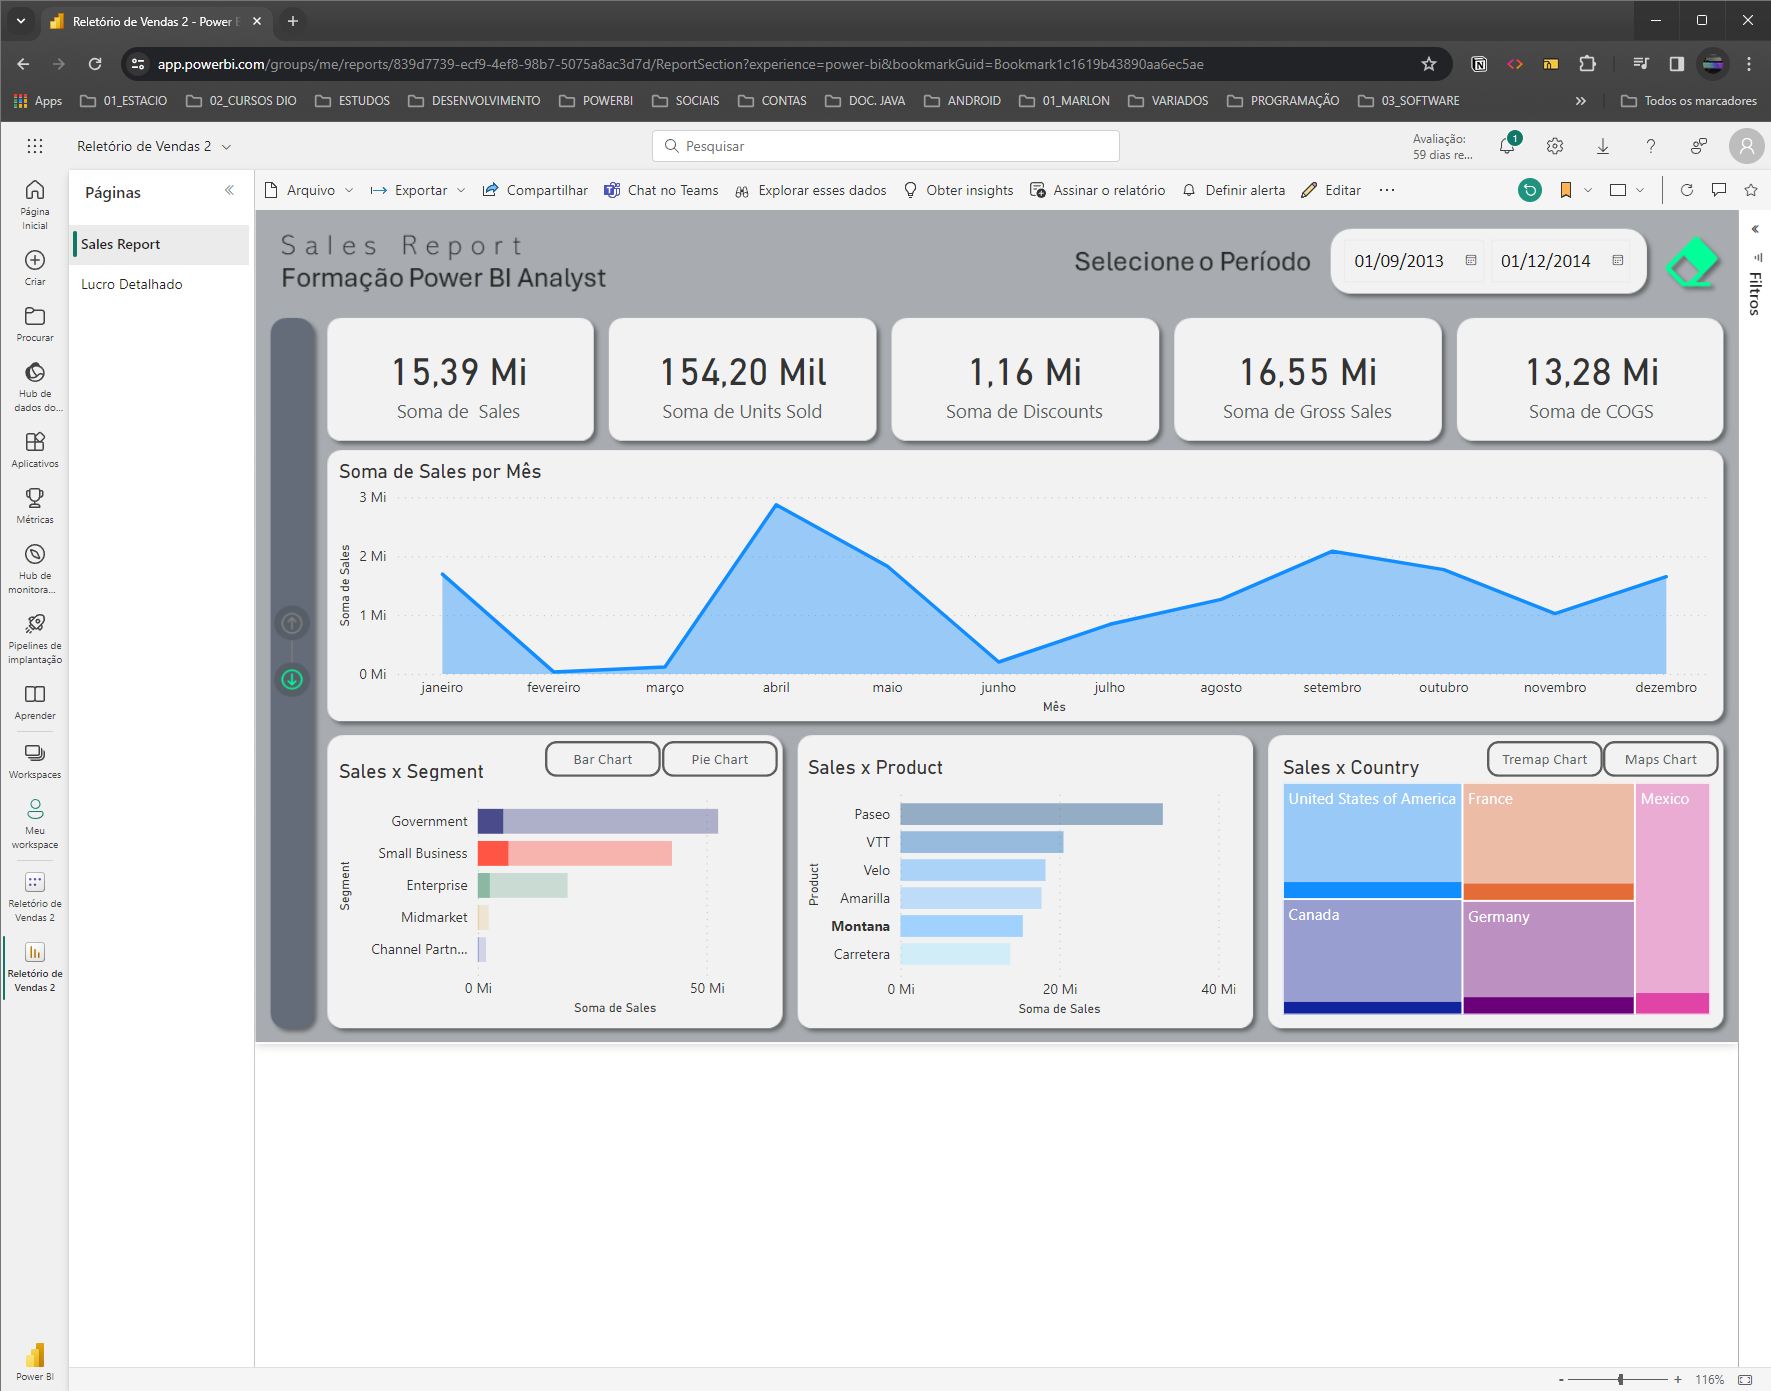 Reletório de Vendas 2 - Power B
app.powerbi.com/groups/me/reports/839d7739-ecf9-4ef8-98b7-5075a8ac3d7d/ReportSection?experience=power-bi&bookmarkGuid=Bookmark1c1619b43890aa6ec5ae
Apps
01_ESTACIO
02_CURSOS DIO
ESTUDOS
DESENVOLVIMENTO
POWERBI
SOCIAIS
CONTAS
DOC. JAVA
ANDROID
01_MARLON
VARIADOS
PROGRAMAÇÃO
03_SOFTWARE
Todos os marcadores
Reletório de Vendas 2
Pesquisar
Avaliação:
59 dias re...
1
Página
Inicial
Criar
Procurar
Hub de
dados do...
Aplicativos
Métricas
Hub de
monitora...
Pipelines de
implantação
Aprender
Workspaces
Meu
workspace
Reletório de
Vendas 2
Reletório de
Vendas 2
Power BI
Páginas
Sales Report
Lucro Detalhado
Arquivo
Exportar
Compartilhar
Chat no Teams
Explorar esses dados
Obter insights
Assinar o relatório
Definir alerta
Editar
Filtros
Sales Report
Formação Power BI Analyst
Selecione o Período
01/09/2013
01/12/2014
15,39 Mi
Soma de  Sales
154,20 Mil
Soma de Units Sold
1,16 Mi
Soma de Discounts
16,55 Mi
Soma de Gross Sales
13,28 Mi
Soma de COGS
Soma de Sales por Mês
Soma de Sales
3 Mi
2 Mi
1 Mi
0 Mi
janeiro
fevereiro
março
abril
maio
junho
julho
agosto
setembro
outubro
novembro
dezembro
Mês
Sales x Segment
Bar Chart
Pie Chart
Segment
Government
Small Business
Enterprise
Midmarket
Channel Partn...
0 Mi
50 Mi
Soma de Sales
Sales x Product
Product
Paseo
VTT
Velo
Amarilla
Montana
Carretera
0 Mi
20 Mi
40 Mi
Soma de Sales
Sales x Country
Tremap Chart
Maps Chart
United States of America
France
Mexico
Canada
Germany
116%